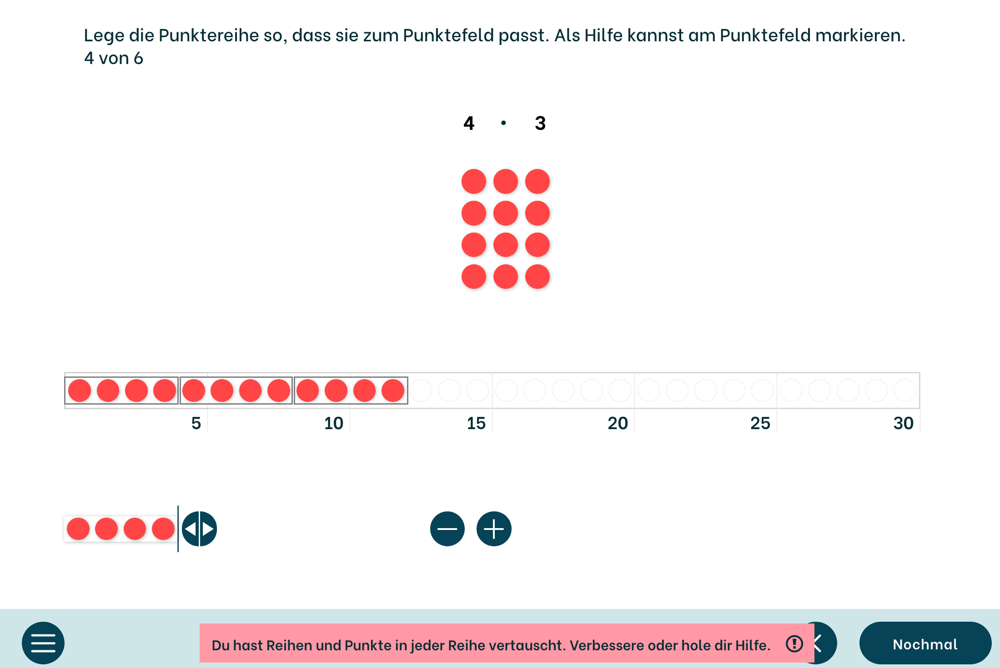 Lege die Punktereihe so, dass sie zum Punktefeld passt. Als Hilfe kannst am Punktefeld markieren.
4 von 6
4 · 3
5 10 15 20 25 30
Du hast Reihen und Punkte in jeder Reihe vertauscht. Verbessere oder hole dir Hilfe.
Nochmal